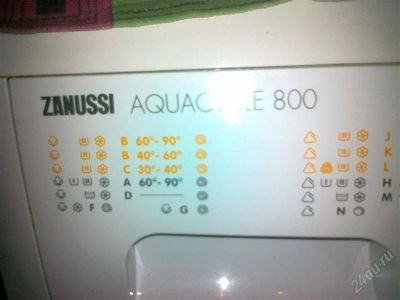 ZANUSSI AQUACYCLE 800
B 60°-90° J
B 40°-60° K
C 30°-40° L
A 60°-90° H
D M
F G N
24au.ru